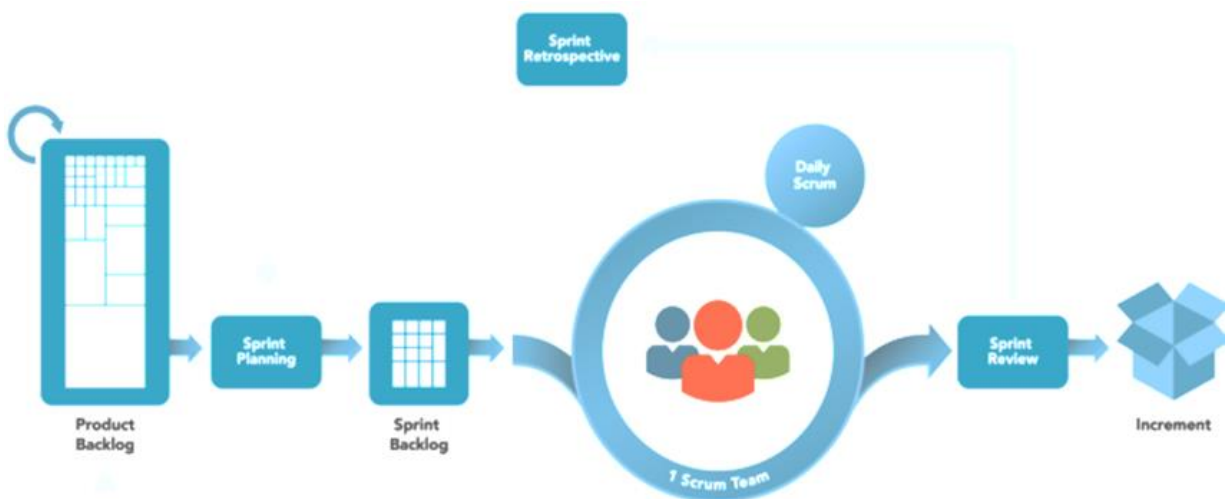 Sprint
Retrospective
Daily
Scrum
Sprint
Planning
Sprint
Review
Product
Backlog
Sprint
Backlog
1 Scrum Team
Increment